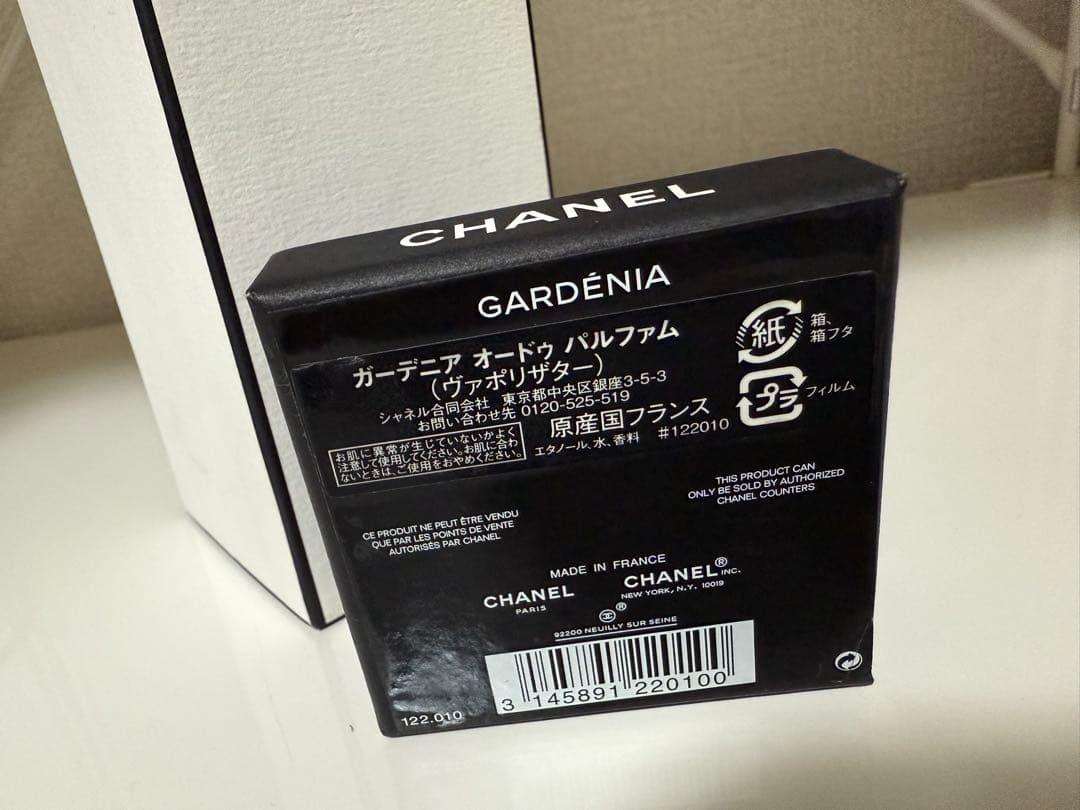 CHANEL
GARDÉNIA
ガーデニア オードゥ パルファム
(ヴァポリザター)
シャネル合同会社 東京都中央区銀座3-5-3
お問い合わせ先 0120-525-519
原産国フランス
お肌に異常が生じていないかよく
注意して使用してください。お肌に合わ
ないときは、ご使用をおやめください。
エタノール、水、香料 #122010
紙
箱、
箱フタ
プラ
フィルム
THIS PRODUCT CAN
ONLY BE SOLD BY AUTHORIZED
CHANEL COUNTERS
CE PRODUIT NE PEUT ÊTRE VENDU
QUE PAR LES POINTS DE VENTE
AUTORISÉS PAR CHANEL
MADE IN FRANCE
CHANEL
PARIS
CHANEL® INC.
NEW YORK, N.Y. 10019
®
92200 NEUILLY SUR SEINE
3 145891 220100
122.010